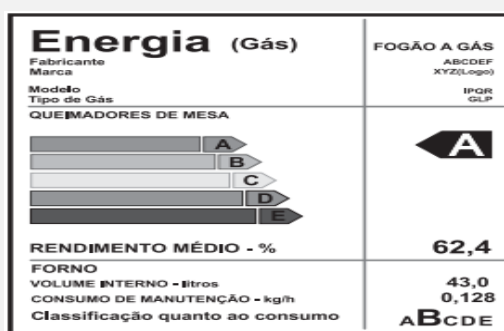 Energia (Gás) FOGÃO A GÁS
Fabricante ABCDEF
Marca XYZ(Logo)
Modelo IPQR
Tipo de Gás GLP
QUEIMADORES DE MESA
A A
B
C
D
E
RENDIMENTO MÉDIO - % 62,4
FORNO
VOLUME INTERNO - litros 43,0
CONSUMO DE MANUTENÇÃO - kg/h 0,128
Classificação quanto ao consumo ABCDE